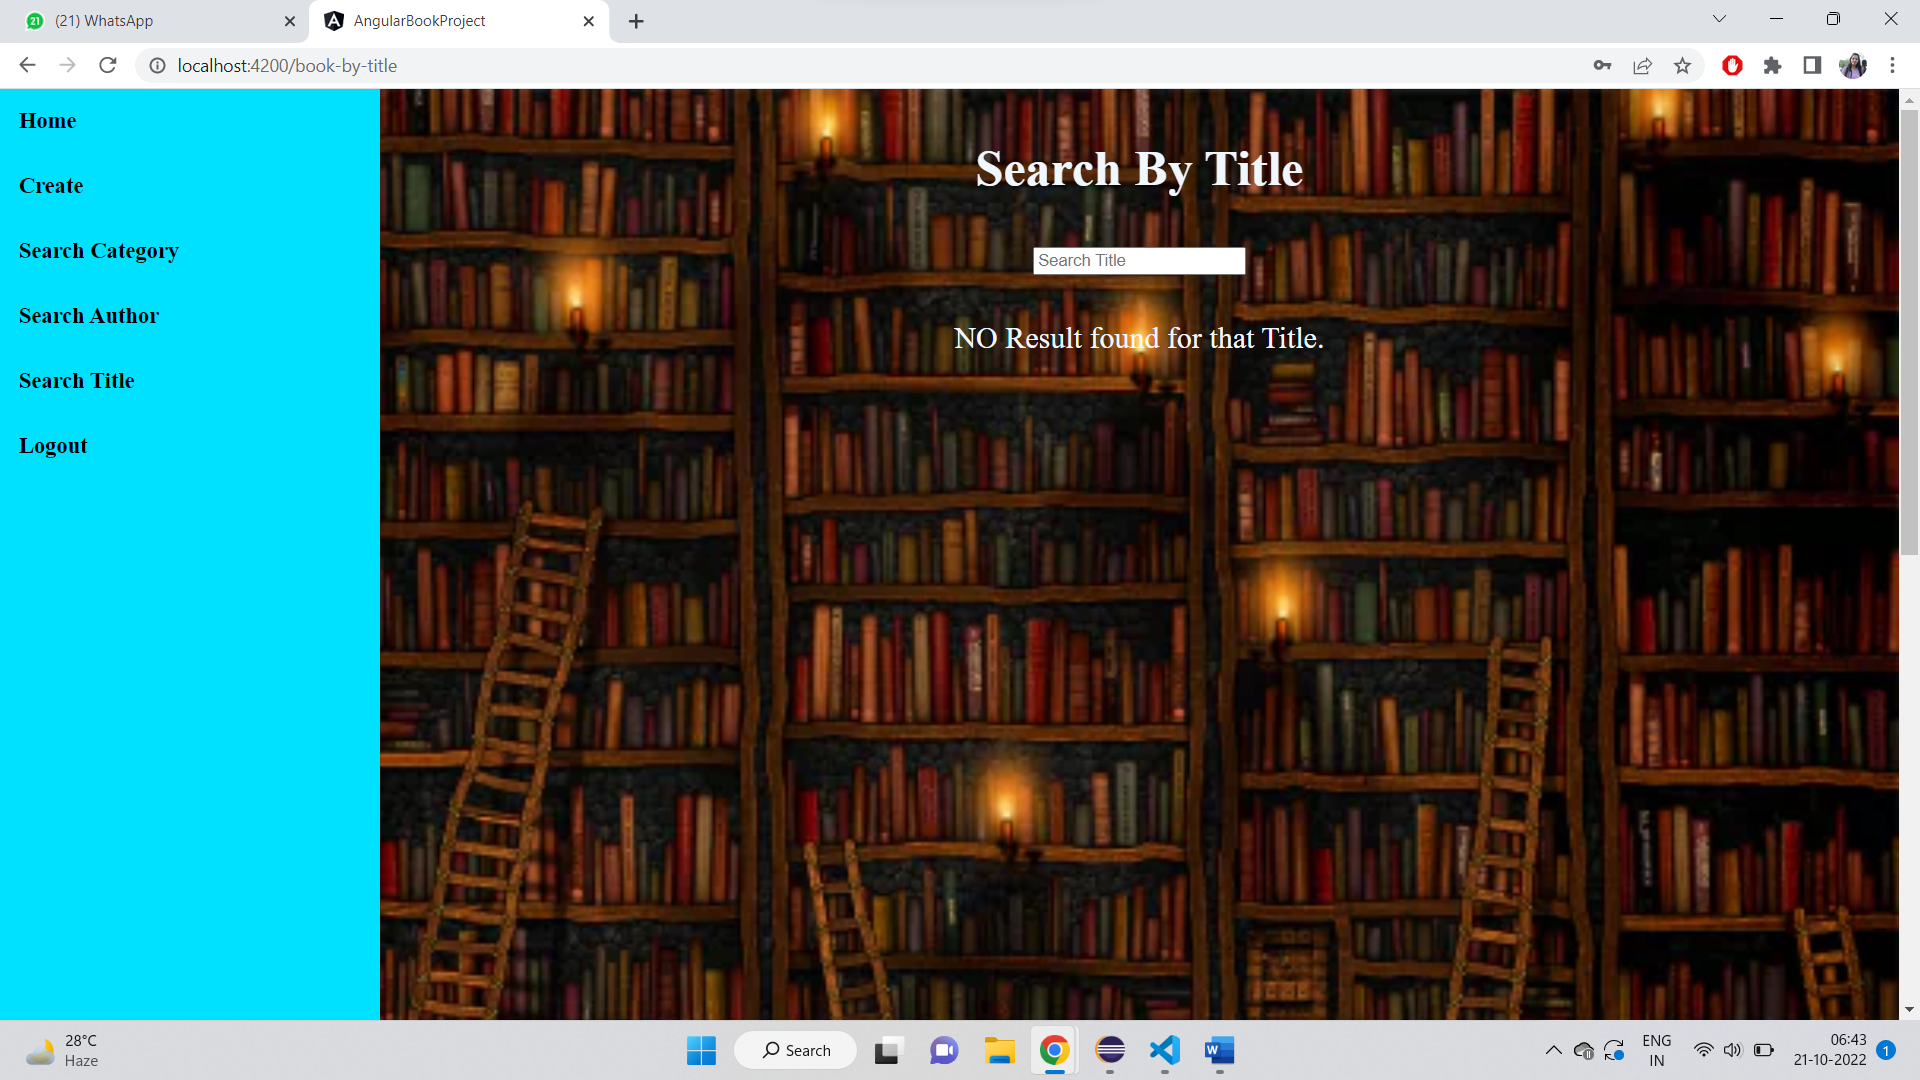 (21) WhatsApp
AngularBookProject
localhost:4200/book-by-title
Home
Create
Search Category
Search Author
Search Title
Logout
Search By Title
Search Title
NO Result found for that Title.
28°C
Haze
Search
ENG
IN
06:43
21-10-2022
1